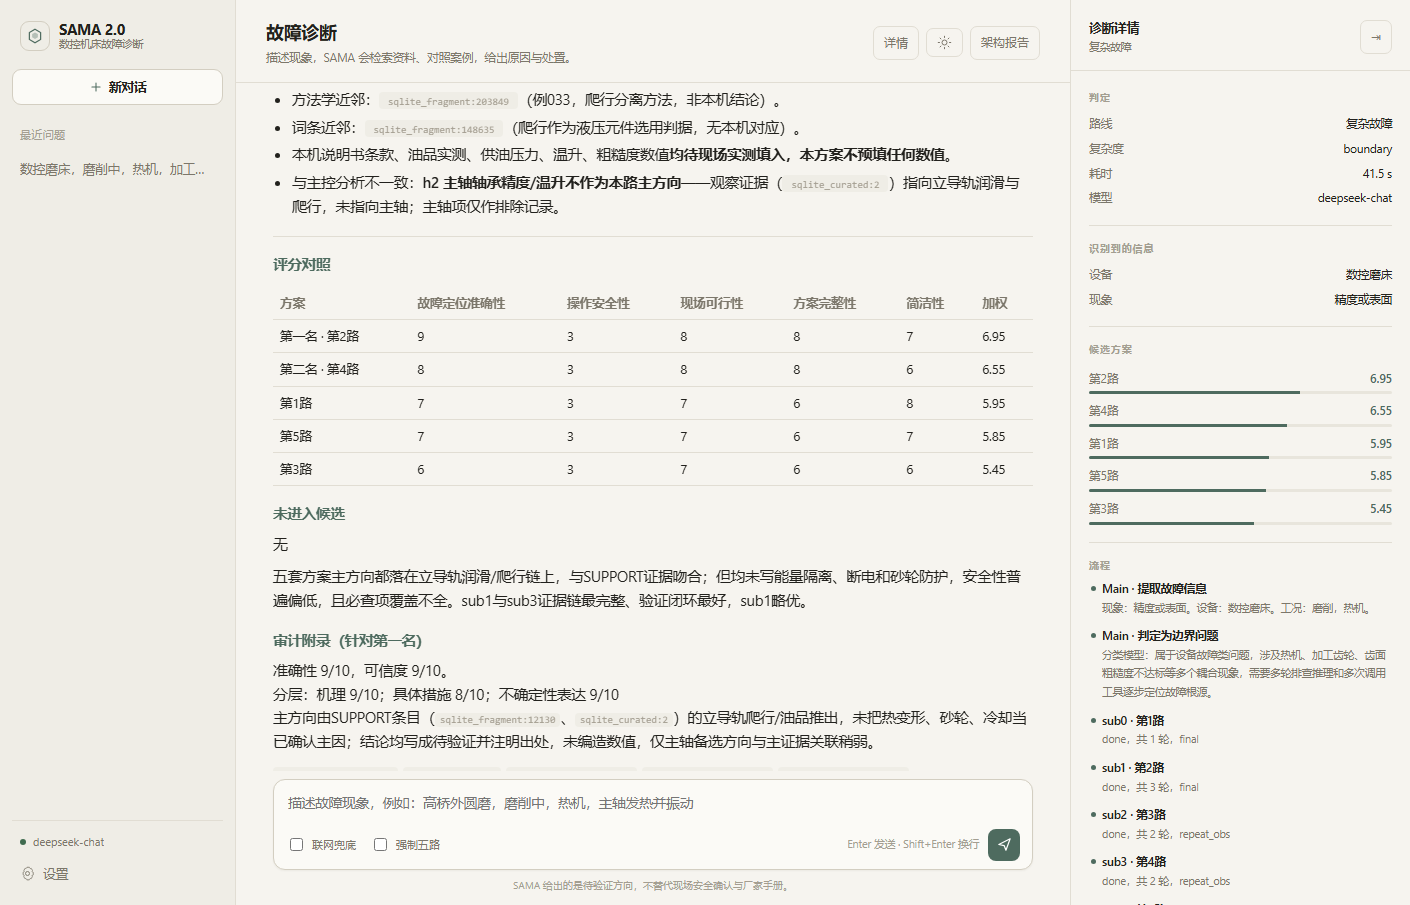 SAMA 2.0
数控机床故障诊断
+ 新对话
最近问题
数控磨床，磨削中，热机，加工...
deepseek-chat
设置
故障诊断
描述现象，SAMA 会检索资料、对照案例，给出原因与处置。
详情
架构报告
方法学近邻： sqlite_fragment:203849 （例033，爬行分离方法，非本机结论）。
词条近邻： sqlite_fragment:148635 （爬行作为液压元件选用判据，无本机对应）。
本机说明书条款、油品实测、供油压力、温升、粗糙度数值均待现场实测填入，本方案不预填任何数值。
与主控分析不一致：h2 主轴轴承精度/温升不作为本路主方向——观察证据（ sqlite_curated:2 ）指向立导轨润滑与
爬行，未指向主轴；主轴项仅作排除记录。
评分对照
方案 故障定位准确性 操作安全性 现场可行性 方案完整性 简洁性 加权
第一名 · 第2路 9 3 8 8 7 6.95
第二名 · 第4路 8 3 8 8 6 6.55
第1路 7 3 7 6 8 5.95
第5路 7 3 7 6 7 5.85
第3路 6 3 7 6 6 5.45
未进入候选
无
五套方案主方向都落在立导轨润滑/爬行链上，与SUPPORT证据吻合；但均未写能量隔离、断电和砂轮防护，安全性普
遍偏低，且必查项覆盖不全。sub1与sub3证据链最完整、验证闭环最好，sub1略优。
审计附录（针对第一名）
准确性 9/10，可信度 9/10。
分层：机理 9/10；具体措施 8/10；不确定性表达 9/10
主方向由SUPPORT条目（ sqlite_fragment:12130 、 sqlite_curated:2 ）的立导轨爬行/油品推出，未把热变形、砂轮、冷却当
已确认主因；结论均写成待验证并注明出处，未编造数值，仅主轴备选方向与主证据关联稍弱。
描述故障现象，例如：高桥外圆磨，磨削中，热机，主轴发热并振动
联网兜底
强制五路
Enter 发送 · Shift+Enter 换行
SAMA 给出的是待验证方向，不替代现场安全确认与厂家手册。
诊断详情
复杂故障
判定
路线 复杂故障
复杂度 boundary
耗时 41.5 s
模型 deepseek-chat
识别到的信息
设备 数控磨床
现象 精度或表面
候选方案
第2路 6.95
第4路 6.55
第1路 5.95
第5路 5.85
第3路 5.45
流程
Main · 提取故障信息
现象：精度或表面。设备：数控磨床。工况：磨削，热机。
Main · 判定为边界问题
分类模型：属于设备故障类问题，涉及热机、加工齿轮、齿面
粗糙度不达标等多个耦合现象，需要多轮排查推理和多次调用
工具逐步定位故障根源。
sub0 · 第1路
done，共 1 轮，final
sub1 · 第2路
done，共 3 轮，final
sub2 · 第3路
done，共 2 轮，repeat_obs
sub3 · 第4路
done，共 2 轮，repeat_obs